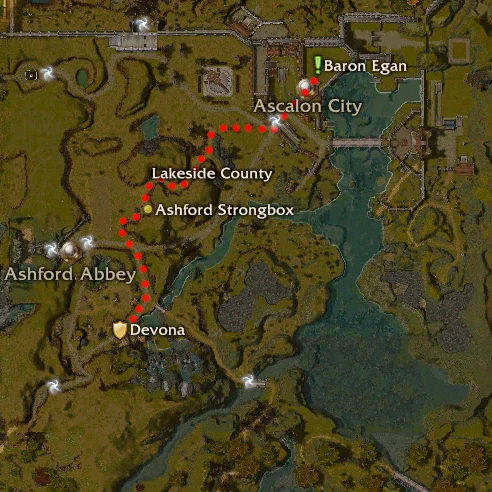 Baron Egan
Ascalon City
Lakeside County
Ashford Strongbox
Ashford Abbey
Devona